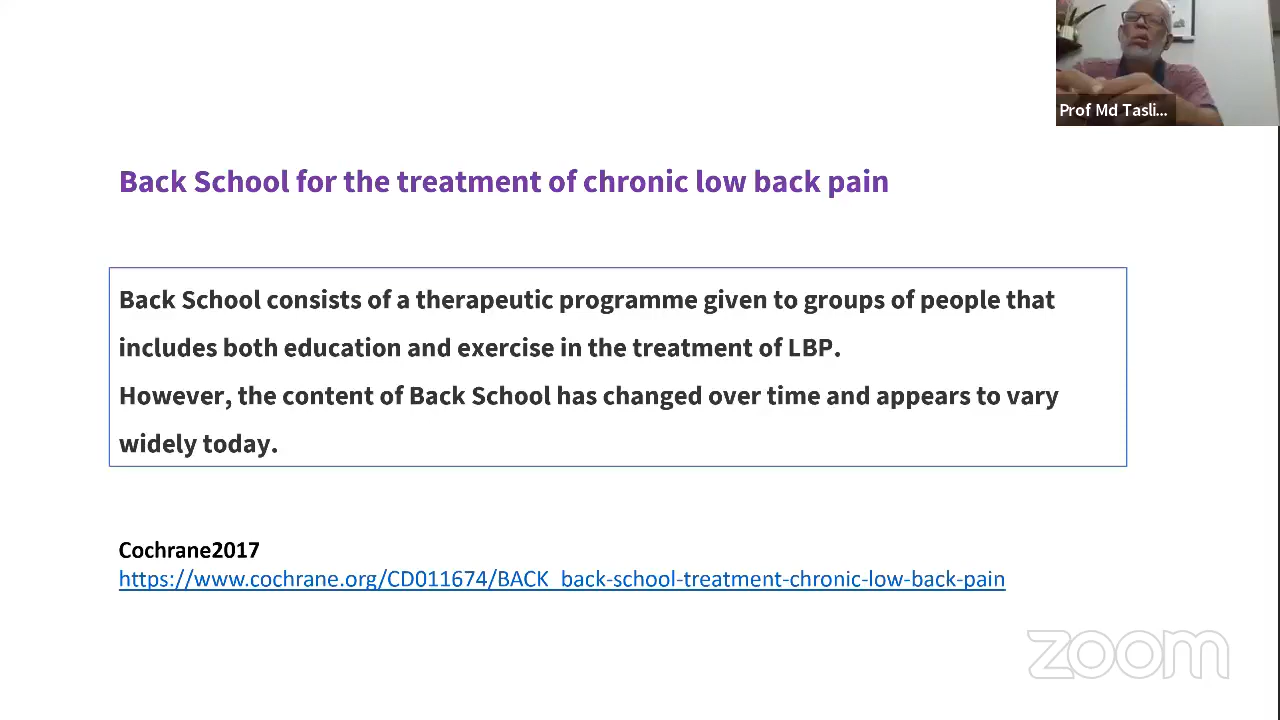 Prof Md Tasli...
Back School for the treatment of chronic low back pain
Back School consists of a therapeutic programme given to groups of people that
includes both education and exercise in the treatment of LBP.
However, the content of Back School has changed over time and appears to vary
widely today.
Cochrane2017
https://www.cochrane.org/CD011674/BACK_back-school-treatment-chronic-low-back-pain
zoom